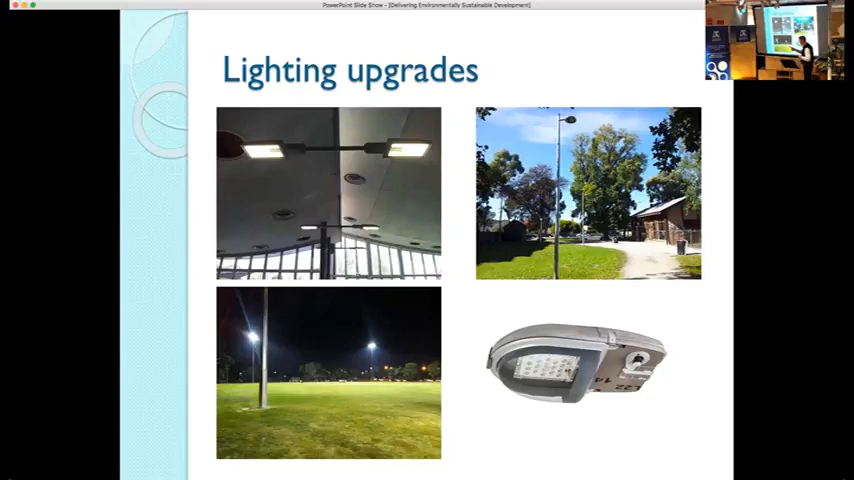 PowerPoint Slide Show - [Delivering Environmentally Sustainable Development]
Lighting upgrades